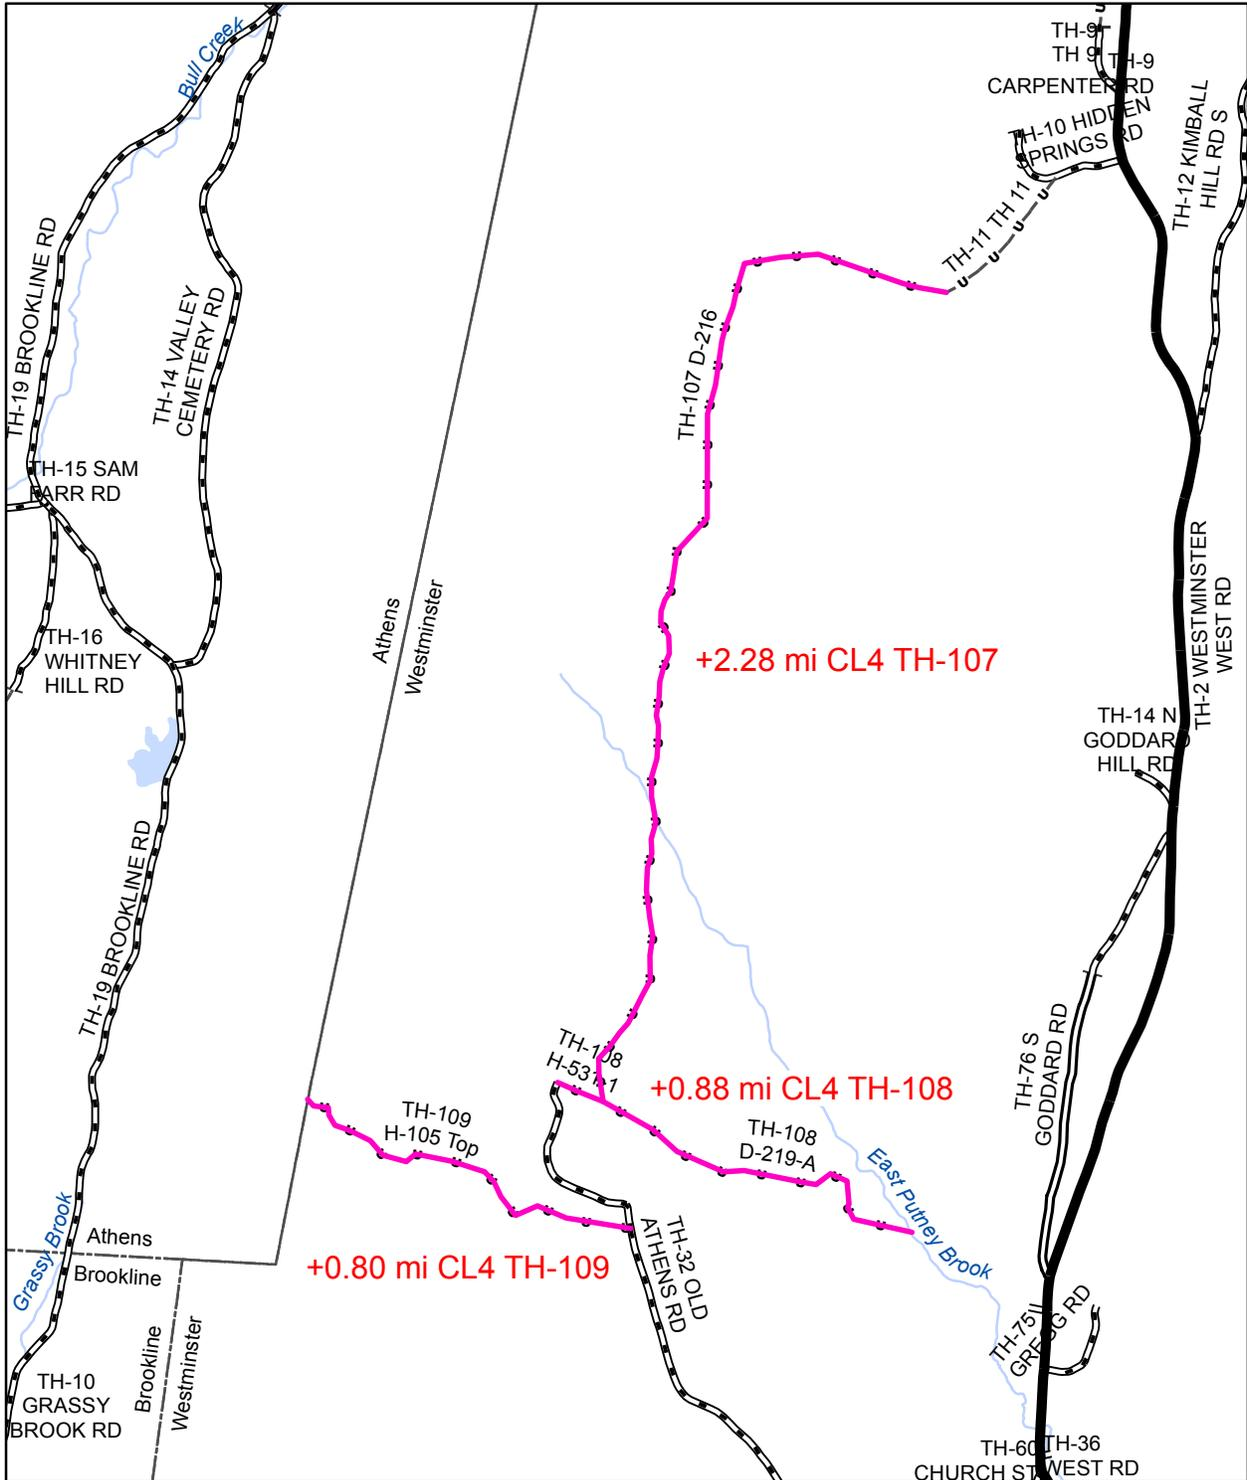 Bull Creek
TH-9
TH 9
TH-9
CARPENTER RD
TH-10 HIDDEN
SPRINGS RD
TH-12 KIMBALL
HILL RD S
TH-11 TH 11
TH-19 BROOKLINE RD
TH-14 VALLEY
CEMETERY RD
TH-107 D-216
TH-15 SAM
FARR RD
TH-2 WESTMINSTER
WEST RD
Athens
Westminster
TH-16
WHITNEY
HILL RD
+2.28 mi CL4 TH-107
TH-14 N
GODDARD
HILL RD
TH-19 BROOKLINE RD
TH-76 S
GODDARD RD
TH-108
+0.88 mi CL4 TH-108
TH-109
H-105 Top
TH-108
D-219-A
East Putney Brook
Grassy Brook
Athens
Brookline
+0.80 mi CL4 TH-109
TH-32 OLD
ATHENS RD
TH-75
GREGG RD
Brookline
Westminster
TH-10
GRASSY
BROOK RD
TH-60
CHURCH ST
TH-36
WEST RD